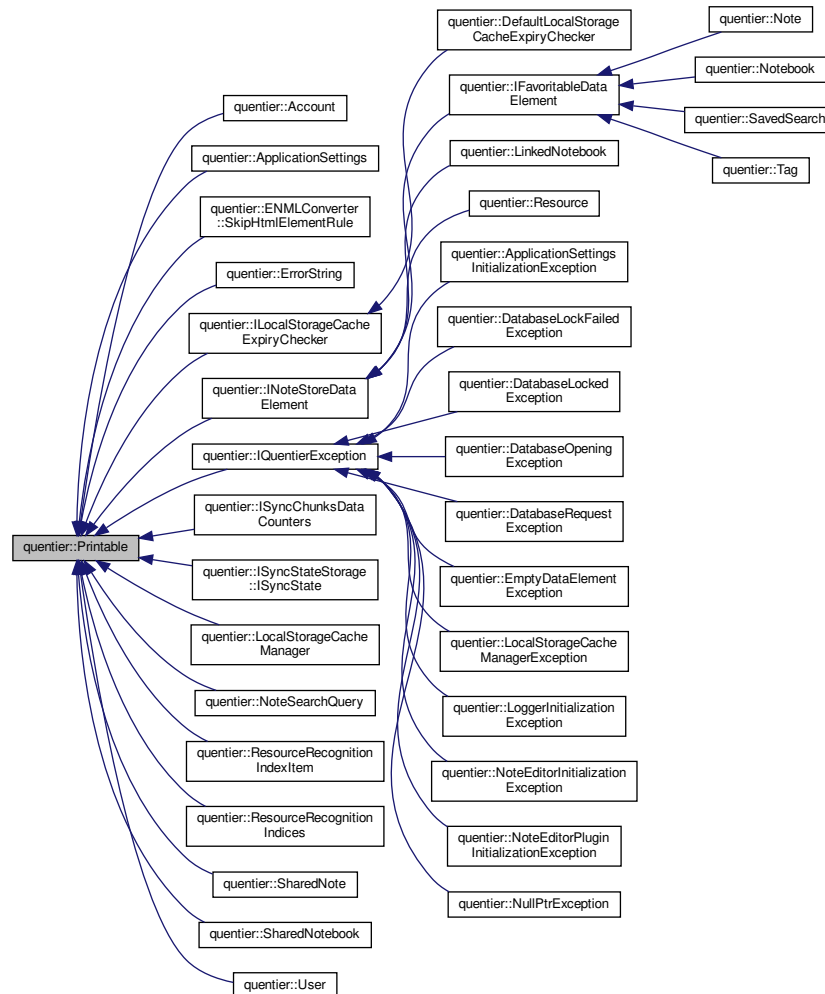 quentier::Printable
quentier::Account
quentier::ApplicationSettings
quentier::ENMLConverter
::SkipHtmlElementRule
quentier::ErrorString
quentier::ILocalStorageCache
ExpiryChecker
quentier::INoteStoreData
Element
quentier::IQuentierException
quentier::ISyncChunksData
Counters
quentier::ISyncStateStorage
::ISyncState
quentier::LocalStorageCache
Manager
quentier::NoteSearchQuery
quentier::ResourceRecognition
IndexItem
quentier::ResourceRecognition
Indices
quentier::SharedNote
quentier::SharedNotebook
quentier::User
quentier::DefaultLocalStorage
CacheExpiryChecker
quentier::IFavoritableData
Element
quentier::LinkedNotebook
quentier::Resource
quentier::ApplicationSettings
InitializationException
quentier::DatabaseLockFailed
Exception
quentier::DatabaseLocked
Exception
quentier::DatabaseOpening
Exception
quentier::DatabaseRequest
Exception
quentier::EmptyDataElement
Exception
quentier::LocalStorageCache
ManagerException
quentier::LoggerInitialization
Exception
quentier::NoteEditorInitialization
Exception
quentier::NoteEditorPlugin
InitializationException
quentier::NullPtrException
quentier::Note
quentier::Notebook
quentier::SavedSearch
quentier::Tag